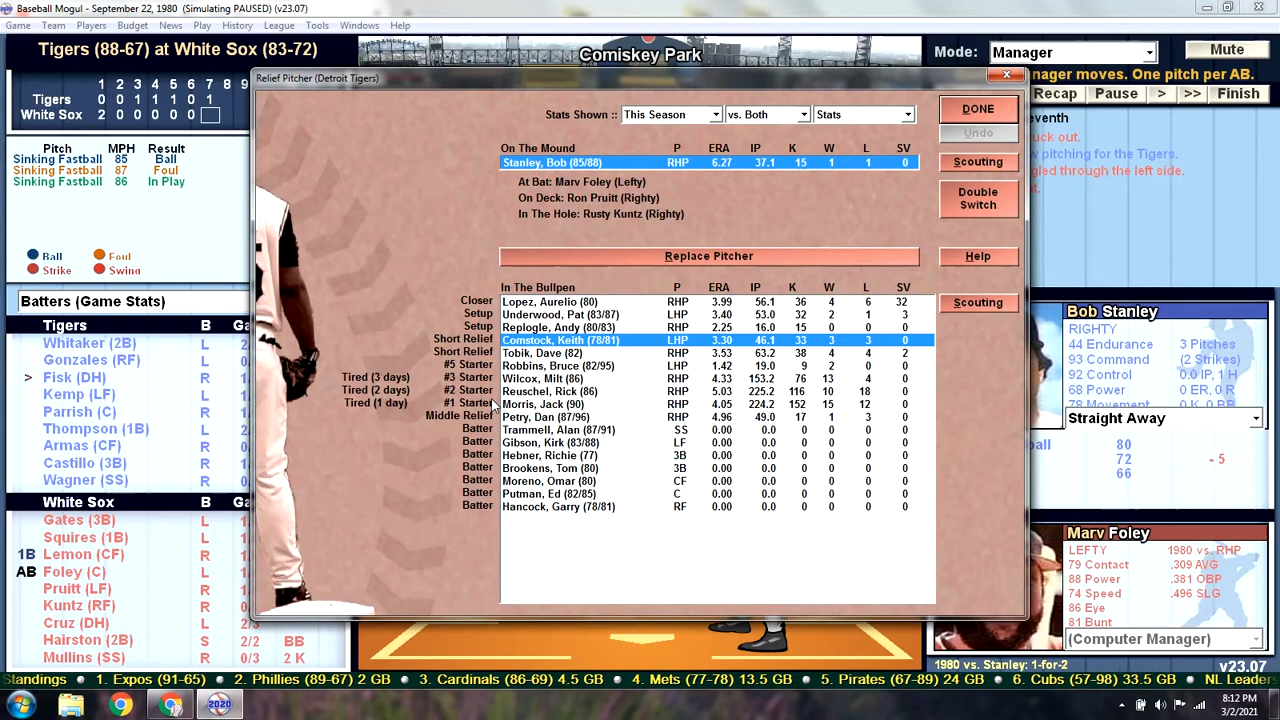 Baseball Mogul - September 22, 1980 (Simulating PAUSED) (v23.07)
Game Team Players Budget News Play History League Tools Windows Help
Tigers (88-67) at White Sox (83-72)
1 2 3 4 5 6 7 8 9
Tigers 0 0 1 1 1 0 1
White Sox 2 0 0 0 0 0
Comiskey Park
Mode: Manager Mute
nager moves. One pitch per AB.
Recap Pause > >> Finish
eventh
uck out.
w pitching for the Tigers.
gled through the left side.
Pitch MPH Result
Sinking Fastball 85 Ball
Sinking Fastball 87 Foul
Sinking Fastball 86 In Play
Ball Foul
Strike Swing
Batters (Game Stats)
Tigers B
Whitaker (2B) L
Gonzales (RF) R
> Fisk (DH) R
Kemp (LF) L
Parrish (C) R
Thompson (1B) L
Armas (CF) R
Castillo (3B) R
Wagner (SS) R
White Sox B
Gates (3B) L
Squires (1B) L
1B Lemon (CF) R
AB Foley (C) L
Pruitt (LF) R
Kuntz (RF) R
Cruz (DH) L 2/3
Hairston (2B) S 2/2 BB
Mullins (SS) R 0/3 2 K
Relief Pitcher (Detroit Tigers)
Stats Shown :: This Season vs. Both Stats
DONE
Undo
Scouting
Double Switch
Help
Scouting
On The Mound P ERA IP K W L SV
Stanley, Bob (85/88) RHP 6.27 37.1 15 1 1 0
At Bat: Marv Foley (Lefty)
On Deck: Ron Pruitt (Righty)
In The Hole: Rusty Kuntz (Righty)
Replace Pitcher
In The Bullpen P ERA IP K W L SV
Closer Lopez, Aurelio (80) RHP 3.99 56.1 36 4 6 32
Setup Underwood, Pat (83/87) LHP 3.40 53.0 32 2 1 3
Setup Replogle, Andy (80/83) RHP 2.25 16.0 15 0 0 0
Short Relief Comstock, Keith (78/81) LHP 3.30 46.1 33 3 3 0
Short Relief Tobik, Dave (82) RHP 3.53 63.2 38 4 4 2
#5 Starter Robbins, Bruce (82/95) LHP 1.42 19.0 9 2 0 0
Tired (3 days) #3 Starter Wilcox, Milt (86) RHP 4.33 153.2 76 13 4 0
Tired (2 days) #2 Starter Reuschel, Rick (86) RHP 5.03 225.2 116 10 18 0
Tired (1 day) #1 Starter Morris, Jack (90) RHP 4.05 224.2 152 15 12 0
Middle Relief Petry, Dan (87/96) RHP 4.96 49.0 17 1 3 0
Batter Trammell, Alan (87/91) SS 0.00 0.0 0 0 0 0
Batter Gibson, Kirk (83/88) LF 0.00 0.0 0 0 0 0
Batter Hebner, Richie (77) 3B 0.00 0.0 0 0 0 0
Batter Brookens, Tom (80) 3B 0.00 0.0 0 0 0 0
Batter Moreno, Omar (80) CF 0.00 0.0 0 0 0 0
Batter Putman, Ed (82/85) C 0.00 0.0 0 0 0 0
Batter Hancock, Garry (78/81) RF 0.00 0.0 0 0 0 0
Bob Stanley
RIGHTY
44 Endurance 3 Pitches
93 Command (2 Strikes)
92 Control 0.0 IP, 1 H
68 Power 0 ER, 0 R
Straight Away
ball 80
72 - 5
66
Marv Foley
LEFTY 1980 vs. RHP
79 Contact .309 AVG
88 Power .381 OBP
74 Speed .496 SLG
86 Eye
81 Bunt
(Computer Manager)
1980 vs. Stanley: 1-for-2 v23.07
Standings 1. Expos (91-65) 2. Phillies (89-67) 2 GB 3. Cardinals (86-69) 4.5 GB 4. Mets (77-78) 13.5 GB 5. Pirates (67-89) 24 GB 6. Cubs (57-98) 33.5 GB NL Leaders
2020
8:12 PM
3/2/2021